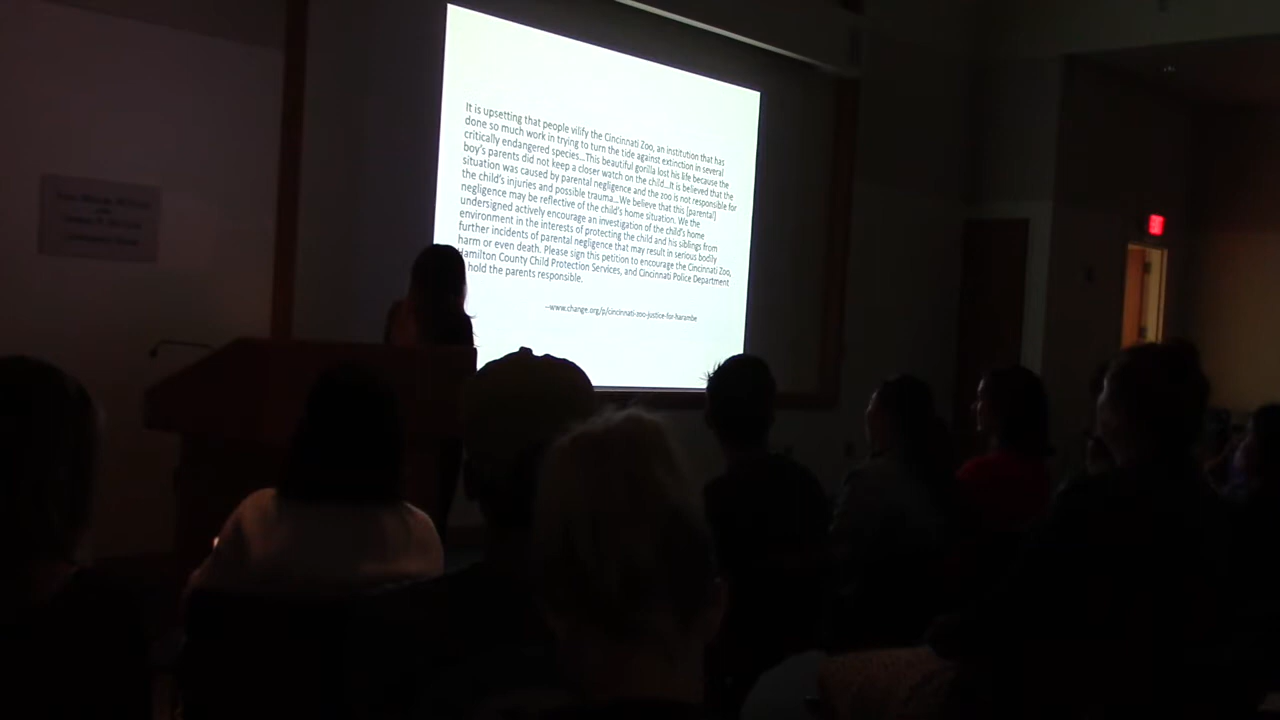 It is upsetting that people vilify the Cincinnati Zoo, an institution that has
done so much work in trying to turn the tide against extinction in several
critically endangered species...This beautiful gorilla lost his life because the
boy's parents did not keep a closer watch on the child...It is believed that the
situation was caused by parental negligence and the zoo is not responsible for
the child's injuries and possible trauma...We believe that this [parental]
negligence may be reflective of the child's home situation. We the
undersigned actively encourage an investigation of the child's home
environment in the interests of protecting the child and his siblings from
further incidents of parental negligence that may result in serious bodily
harm or even death. Please sign this petition to encourage the Cincinnati Zoo,
Hamilton County Child Protection Services, and Cincinnati Police Department
hold the parents responsible.
--www.change.org/p/cincinnati-zoo-justice-for-harambe